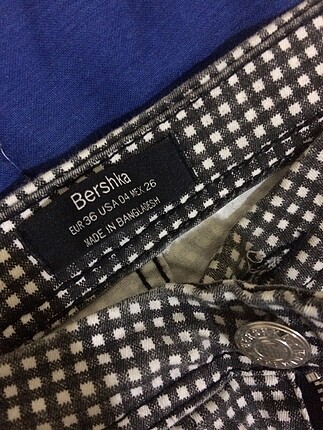 Bershka
EUR 36 USA 04 MEX 26
MADE IN BANGLADESH